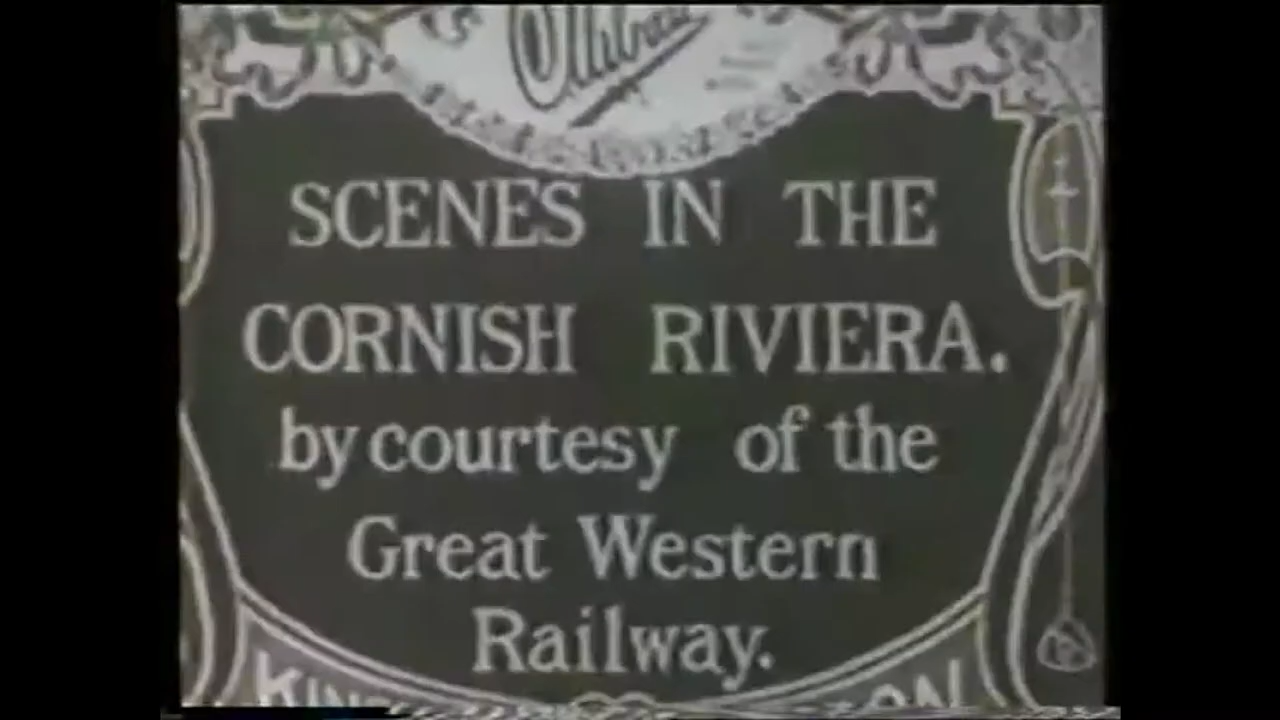 SCENES IN THE
CORNISH RIVIERA.
by courtesy of the
Great Western
Railway.